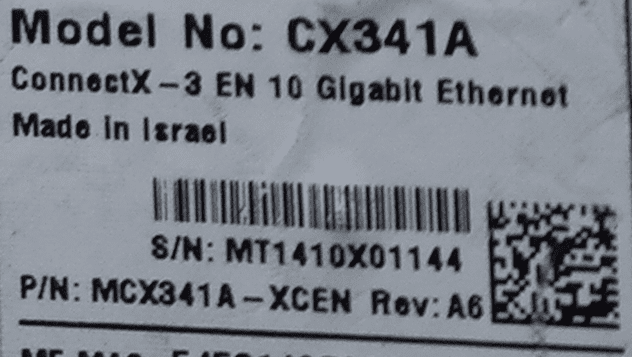 Model No: CX341A
ConnectX-3 EN 10 Gigabit Ethernet
Made in Israel
S/N: MT1410X01144
P/N: MCX341A-XCEN Rev: A6